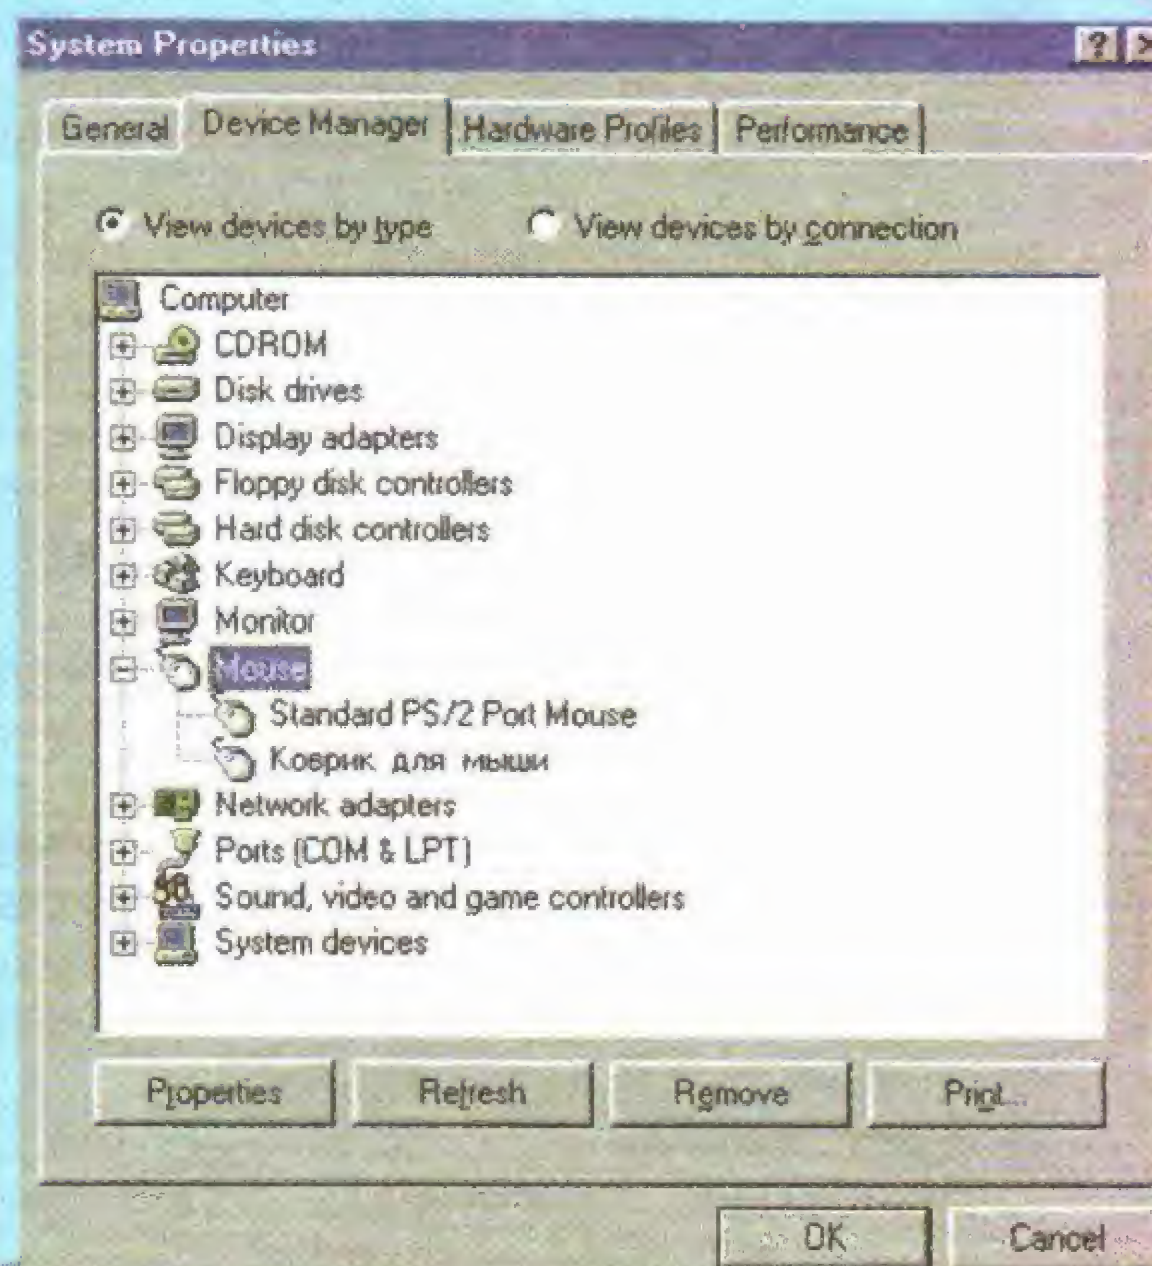 System Properties
General Device Manager Hardware Profiles Performance
View devices by type View devices by connection
Computer
CDROM
Disk drives
Display adapters
Floppy disk controllers
Hard disk controllers
Keyboard
Monitor
Mouse
Standard PS/2 Port Mouse
Коврик для мыши
Network adapters
Ports (COM & LPT)
Sound, video and game controllers
System devices
Properties Refresh Remove Print...
OK Cancel